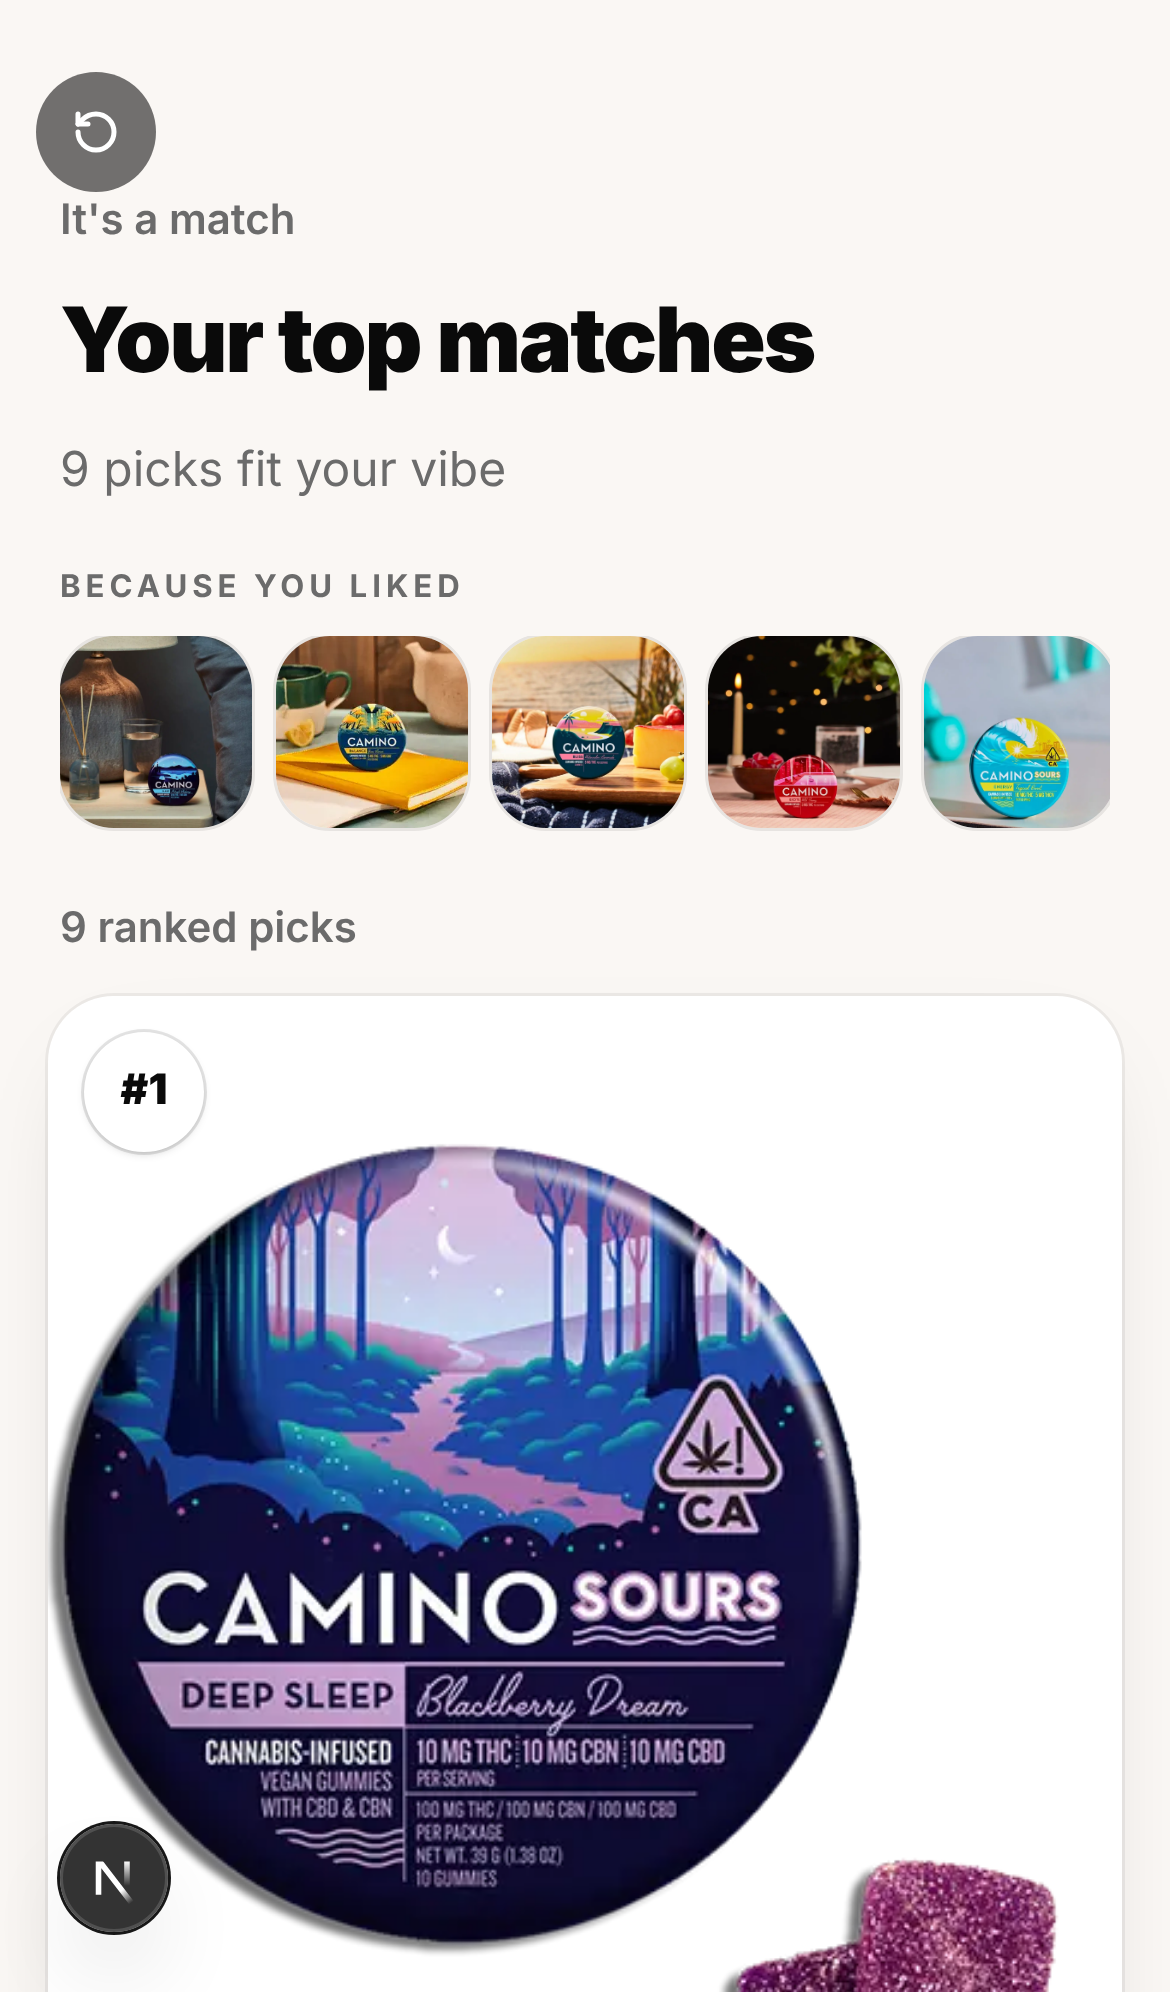 It's a match
Your top matches
9 picks fit your vibe
BECAUSE YOU LIKED
CAMINO
CAMINO
CAMINO
CAMINO
CAMINO SOURS
9 ranked picks
#1
CA
CAMINO SOURS
DEEP SLEEP Blackberry Dream
CANNABIS-INFUSED
VEGAN GUMMIES
WITH CBD & CBN
10 MG THC 10 MG CBN 10 MG CBD
PER SERVING
100 MG THC / 100 MG CBN / 100 MG CBD
PER PACKAGE
NET WT. 39 G (1.38 OZ)
10 GUMMIES
N